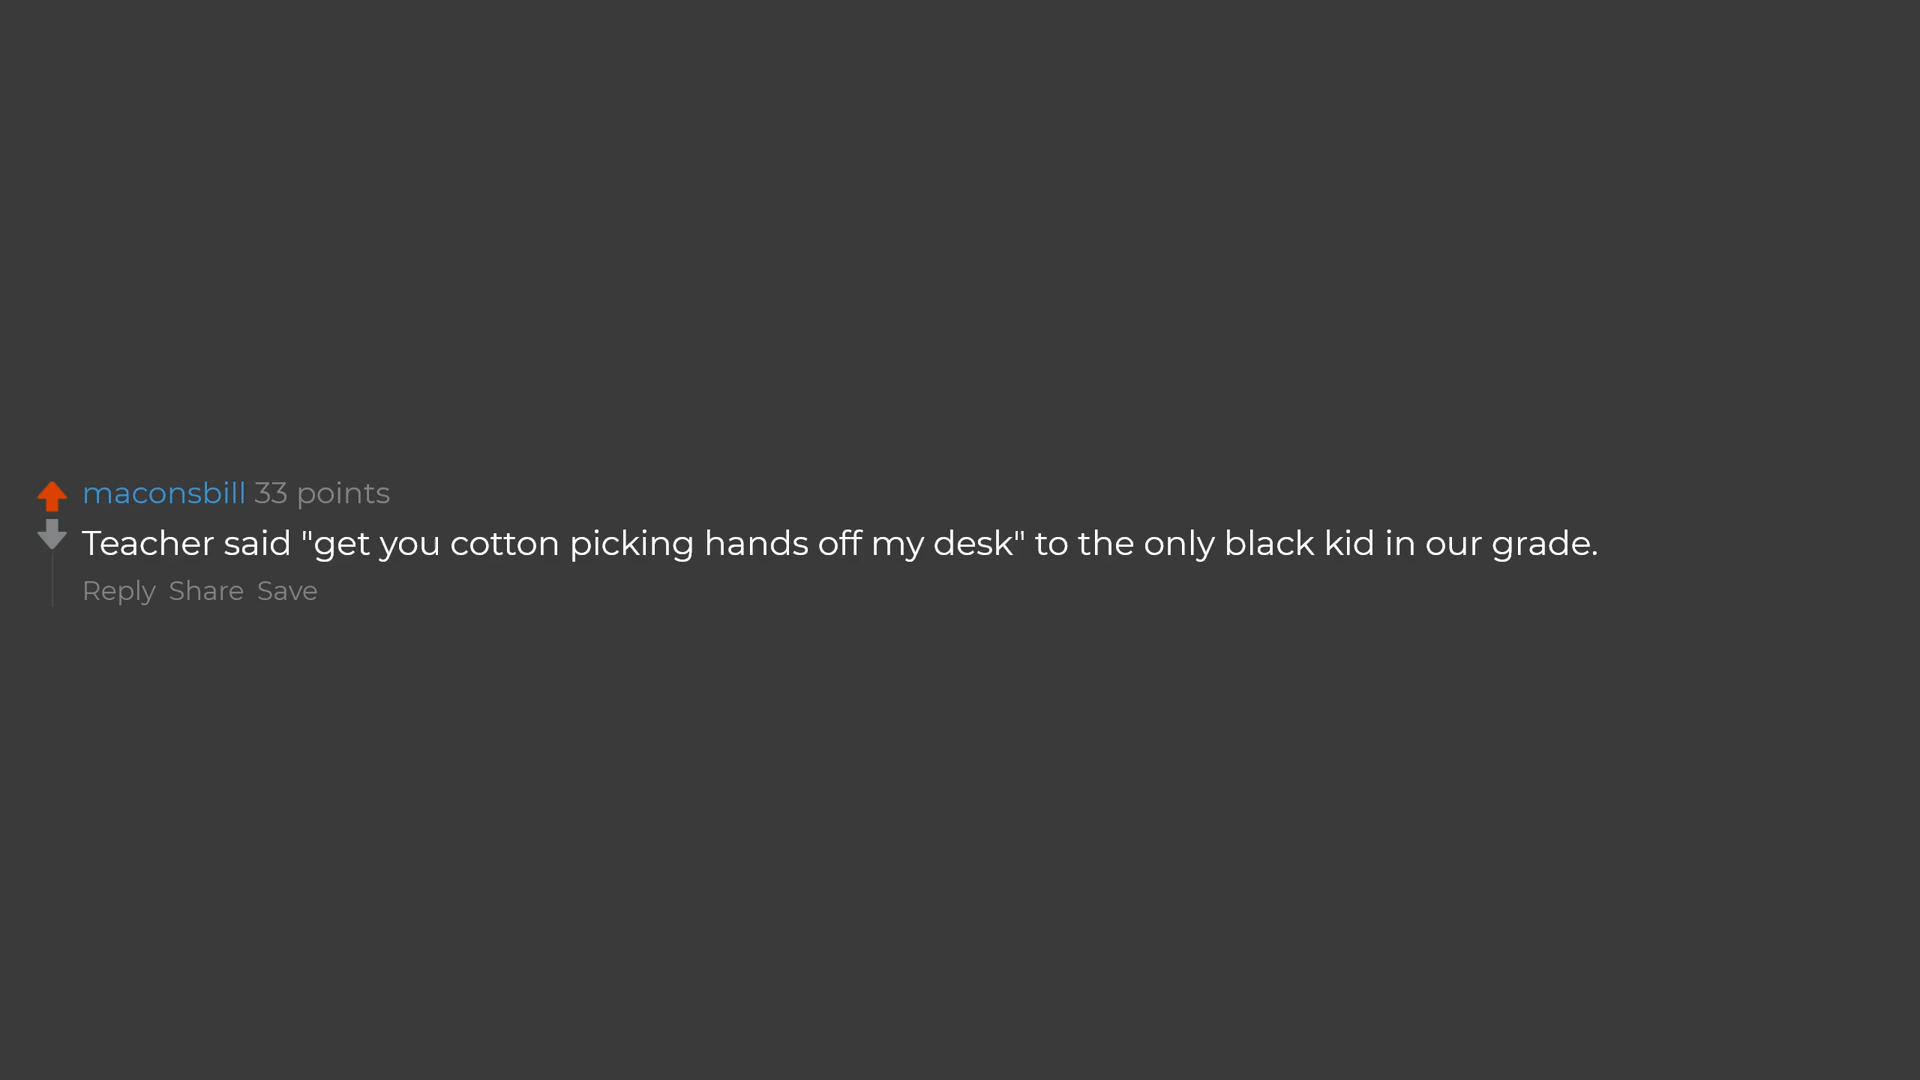 maconsbill 33 points
Teacher said "get you cotton picking hands off my desk" to the only black kid in our grade.
Reply Share Save